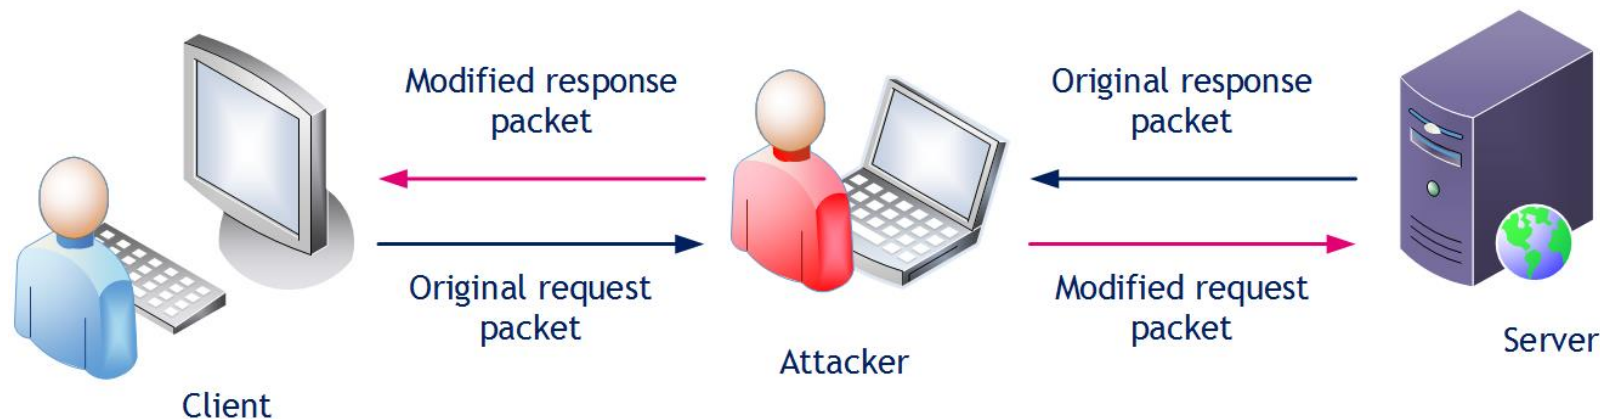 Modified response
packet
Original response
packet
Original request
packet
Modified request
packet
Attacker
Server
Client